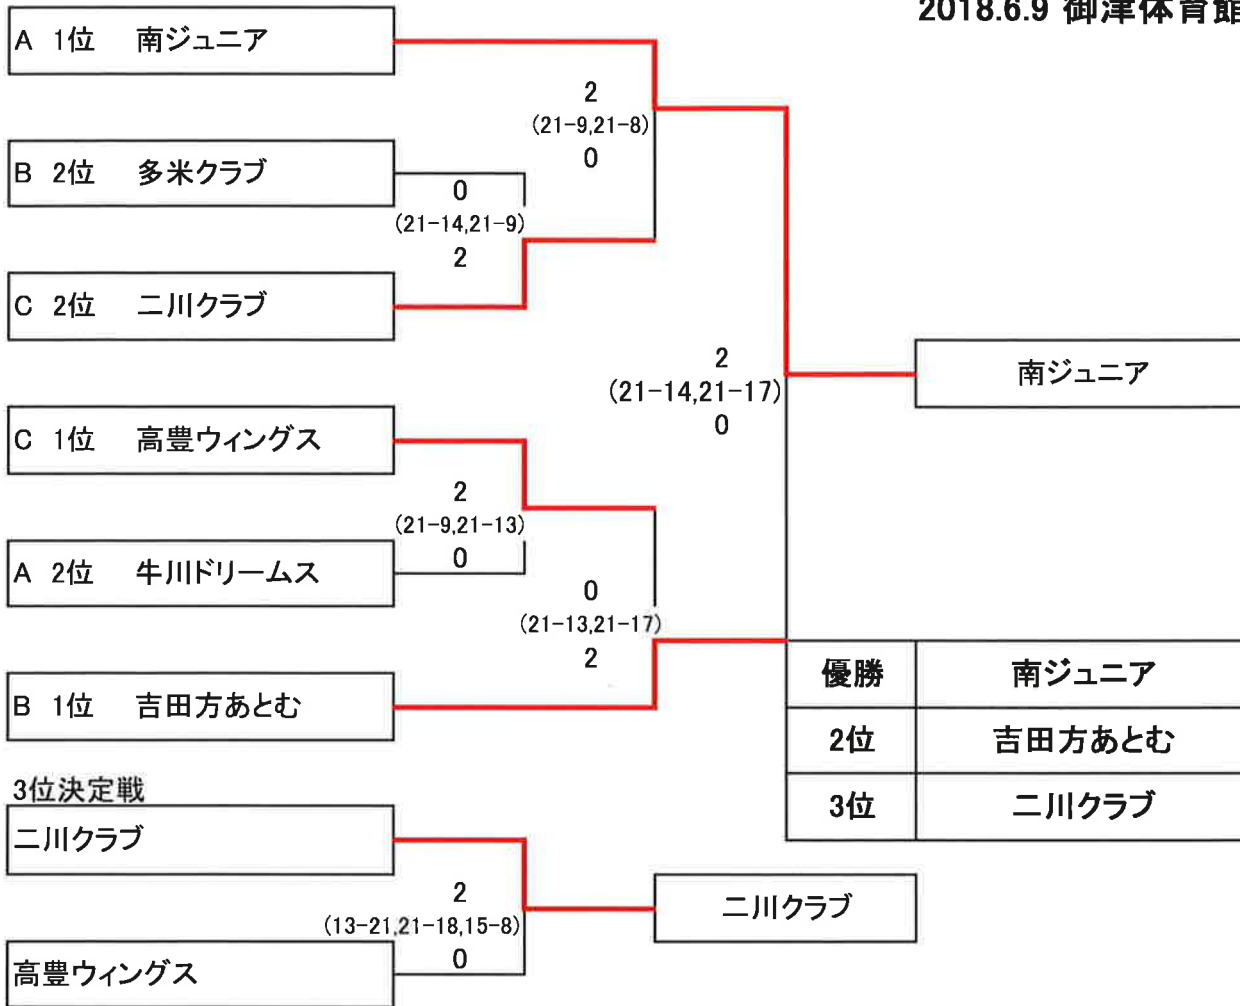 2018.6.9 御津体育館
A 1位 南ジュニア
2
(21-9,21-8)
0
B 2位 多米クラブ
0
(21-14,21-9)
2
C 2位 二川クラブ
2
(21-14,21-17)
0
南ジュニア
C 1位 高豊ウィングス
2
(21-9,21-13)
0
A 2位 牛川ドリームス
0
(21-13,21-17)
2
B 1位 吉田方あとむ
優勝 南ジュニア
2位 吉田方あとむ
3位 二川クラブ
3位決定戦
二川クラブ
2
(13-21,21-18,15-8)
0
二川クラブ
高豊ウィングス